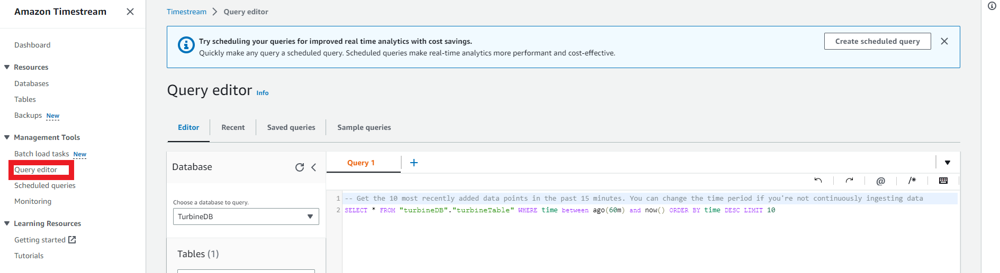 Amazon Timestream
Dashboard
Resources
Databases
Tables
Backups New
Management Tools
Batch load tasks New
Query editor
Scheduled queries
Monitoring
Learning Resources
Getting started
Tutorials
Timestream > Query editor
Try scheduling your queries for improved real time analytics with cost savings.
Quickly make any query a scheduled query. Scheduled queries make real-time analytics more performant and cost-effective.
Create scheduled query
Query editor Info
Editor Recent Saved queries Sample queries
Database
Choose a database to query.
TurbineDB
Tables (1)
Query 1 +
@ /*
1 -- Get the 10 most recently added data points in the past 15 minutes. You can change the time period if you're not continuously ingesting data
2 SELECT * FROM "turbineDB"."turbineTable" WHERE time between ago(60m) and now() ORDER BY time DESC LIMIT 10